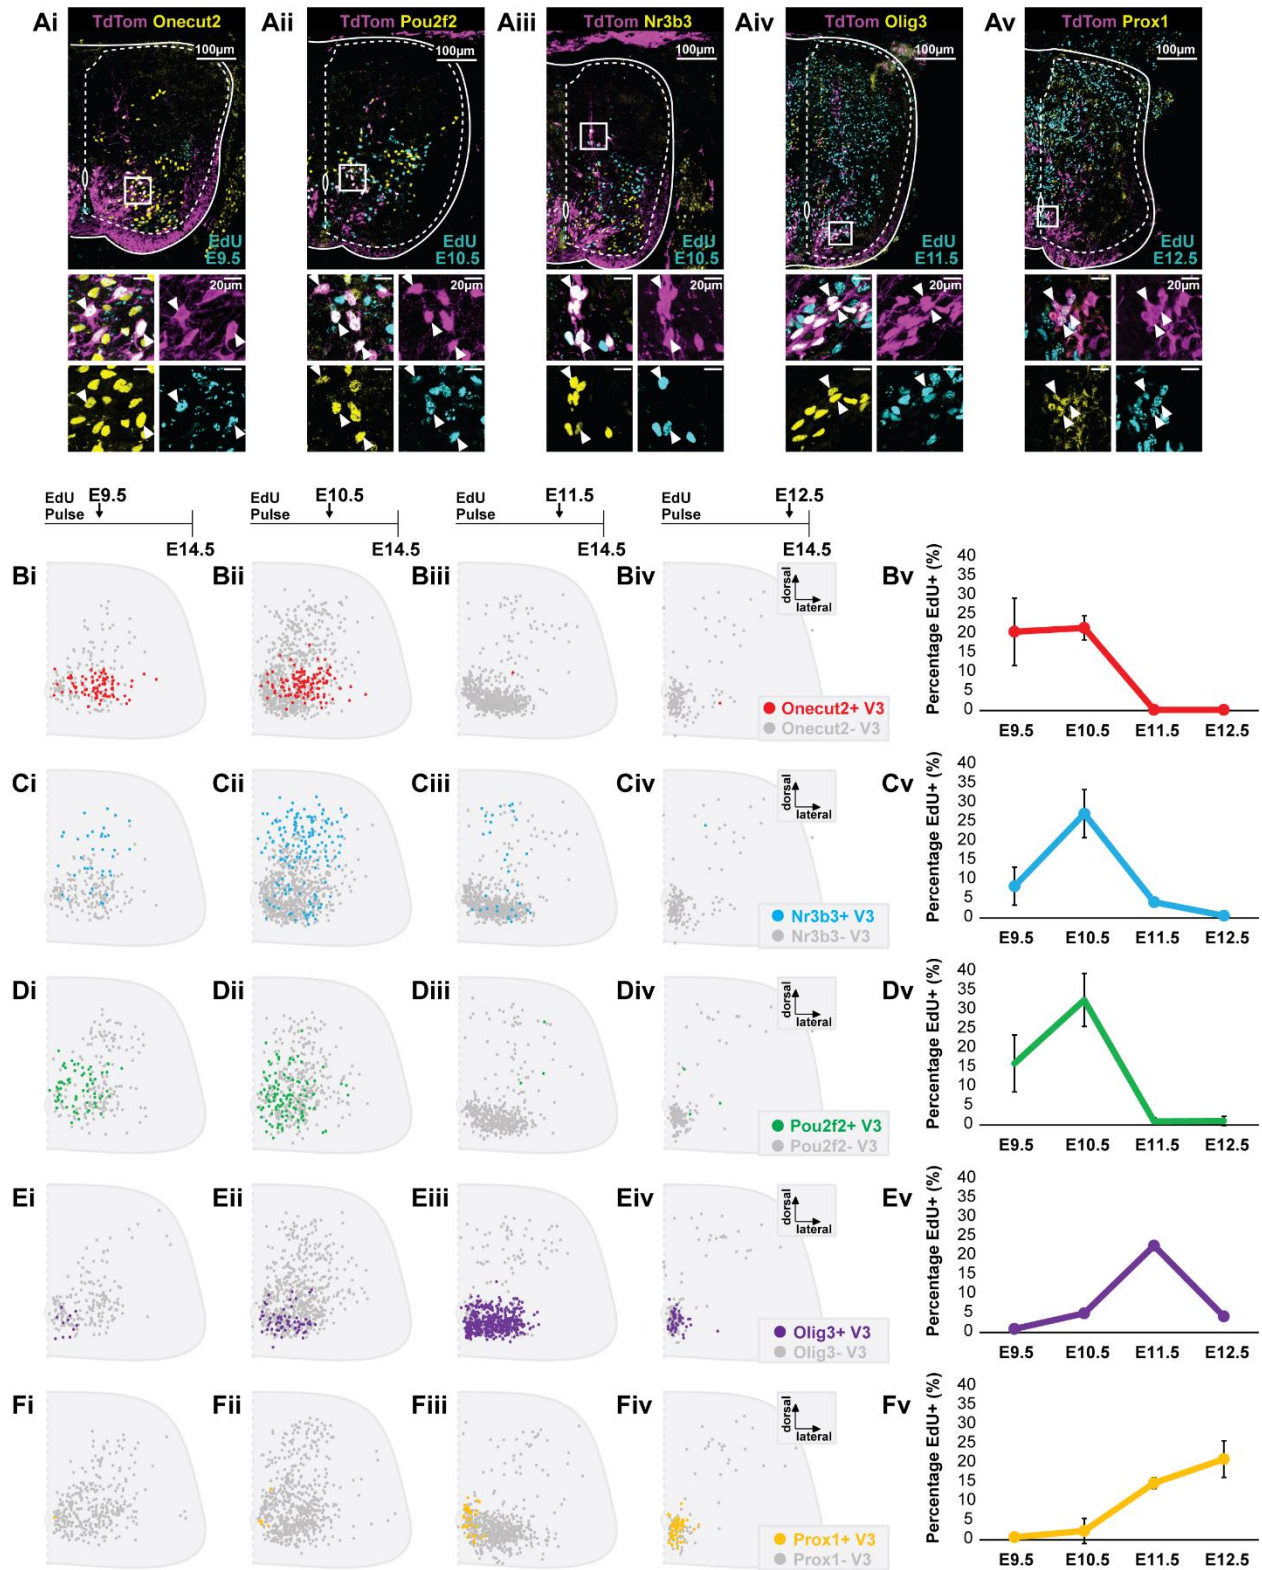 Ai
TdTom Onecut2
100µm
EdU
E9.5
20µm
Aii
TdTom Pou2f2
100µm
EdU
E10.5
20µm
Aiii
TdTom Nr3b3
100µm
EdU
E10.5
20µm
Aiv
TdTom Olig3
100µm
EdU
E11.5
20µm
Av
TdTom Prox1
100µm
EdU
E12.5
20µm
EdU
Pulse
E9.5
E14.5
EdU
Pulse
E10.5
E14.5
EdU
Pulse
E11.5
E14.5
EdU
Pulse
E12.5
E14.5
Bi
Bii
Biii
Biv
dorsal
lateral
Onecut2+ V3
Onecut2- V3
Bv
Percentage EdU+ (%)
40
35
30
25
20
15
10
5
0
E9.5 E10.5 E11.5 E12.5
Ci
Cii
Ciii
Civ
dorsal
lateral
Nr3b3+ V3
Nr3b3- V3
Cv
Percentage EdU+ (%)
40
35
30
25
20
15
10
5
0
E9.5 E10.5 E11.5 E12.5
Di
Dii
Diii
Div
dorsal
lateral
Pou2f2+ V3
Pou2f2- V3
Dv
Percentage EdU+ (%)
40
35
30
25
20
15
10
5
0
E9.5 E10.5 E11.5 E12.5
Ei
Eii
Eiii
Eiv
dorsal
lateral
Olig3+ V3
Olig3- V3
Ev
Percentage EdU+ (%)
40
35
30
25
20
15
10
5
0
E9.5 E10.5 E11.5 E12.5
Fi
Fii
Fiii
Fiv
dorsal
lateral
Prox1+ V3
Prox1- V3
Fv
Percentage EdU+ (%)
40
35
30
25
20
15
10
5
0
E9.5 E10.5 E11.5 E12.5